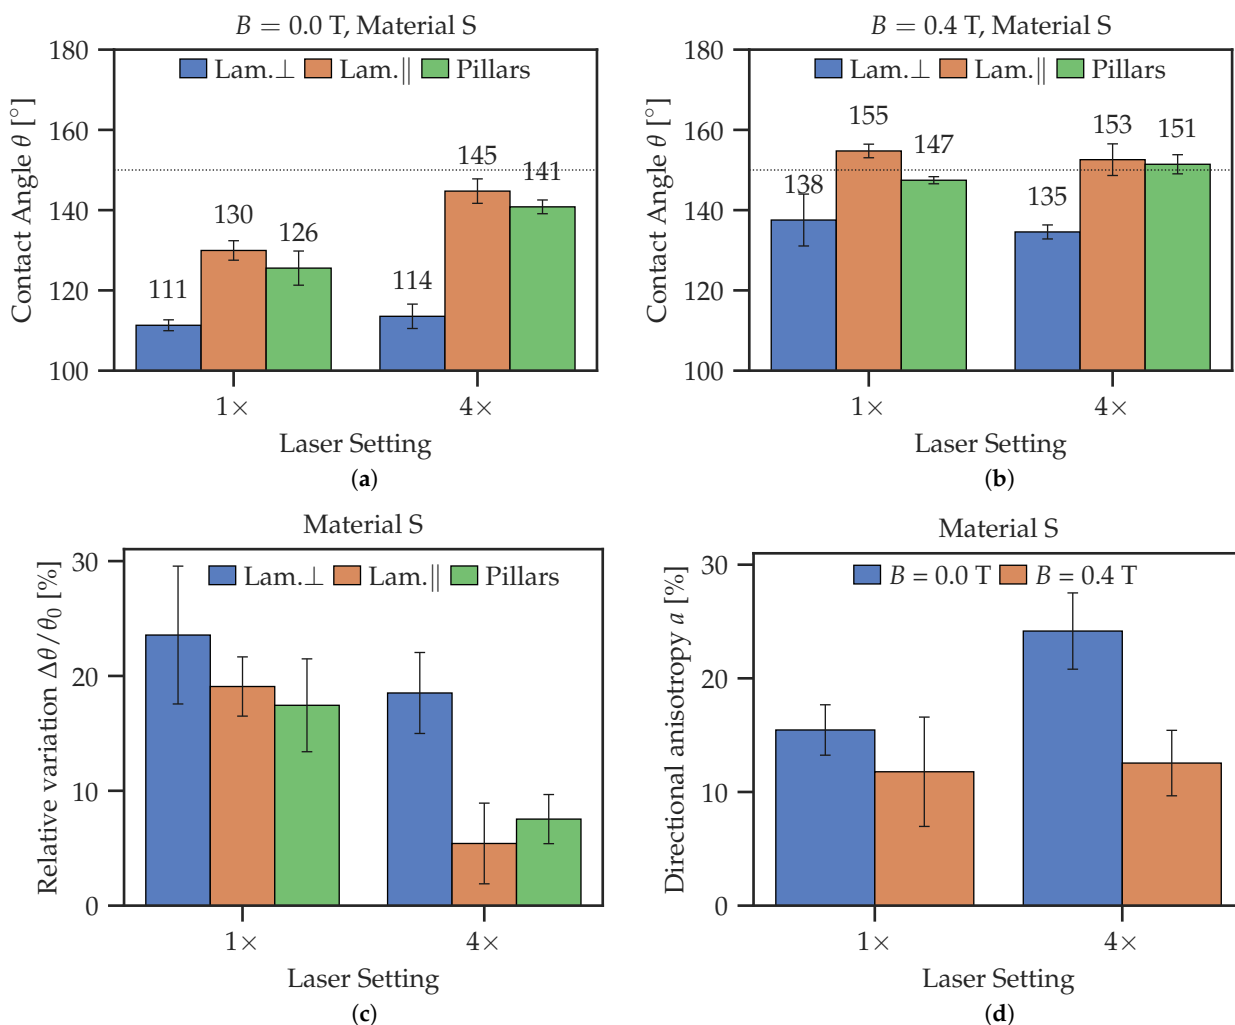 B = 0.0 T, Material S
180
160
140
120
100
Contact Angle θ [°]
Lam.⊥ Lam.∥ Pillars
111
130
126
114
145
141
1× 4×
Laser Setting
(a)
B = 0.4 T, Material S
180
160
140
120
100
Contact Angle θ [°]
Lam.⊥ Lam.∥ Pillars
138
155
147
135
153
151
1× 4×
Laser Setting
(b)
Material S
30
20
10
0
Relative variation Δθ/θ₀ [%]
Lam.⊥ Lam.∥ Pillars
1× 4×
Laser Setting
(c)
Material S
30
20
10
0
Directional anisotropy a [%]
B = 0.0 T B = 0.4 T
1× 4×
Laser Setting
(d)